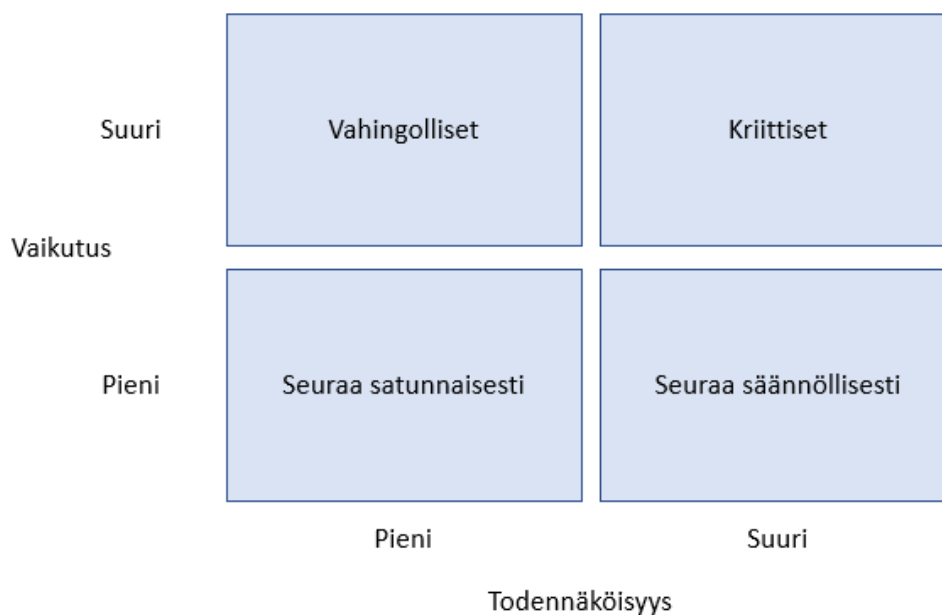 Suuri
Vahingolliset
Kriittiset
Vaikutus
Pieni
Seuraa satunnaisesti
Seuraa säännöllisesti
Pieni
Suuri
Todennäköisyys